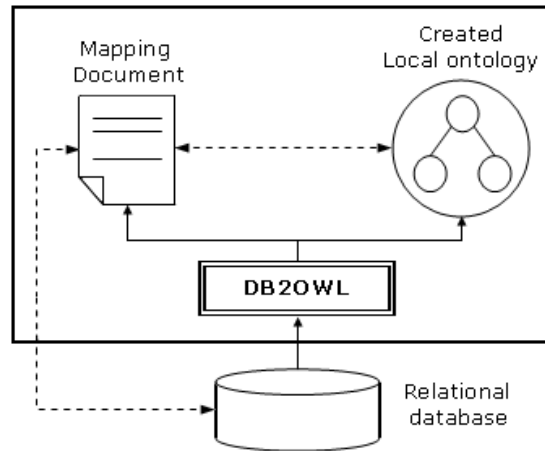 Mapping
Document
Created
Local ontology
DB2OWL
Relational
database